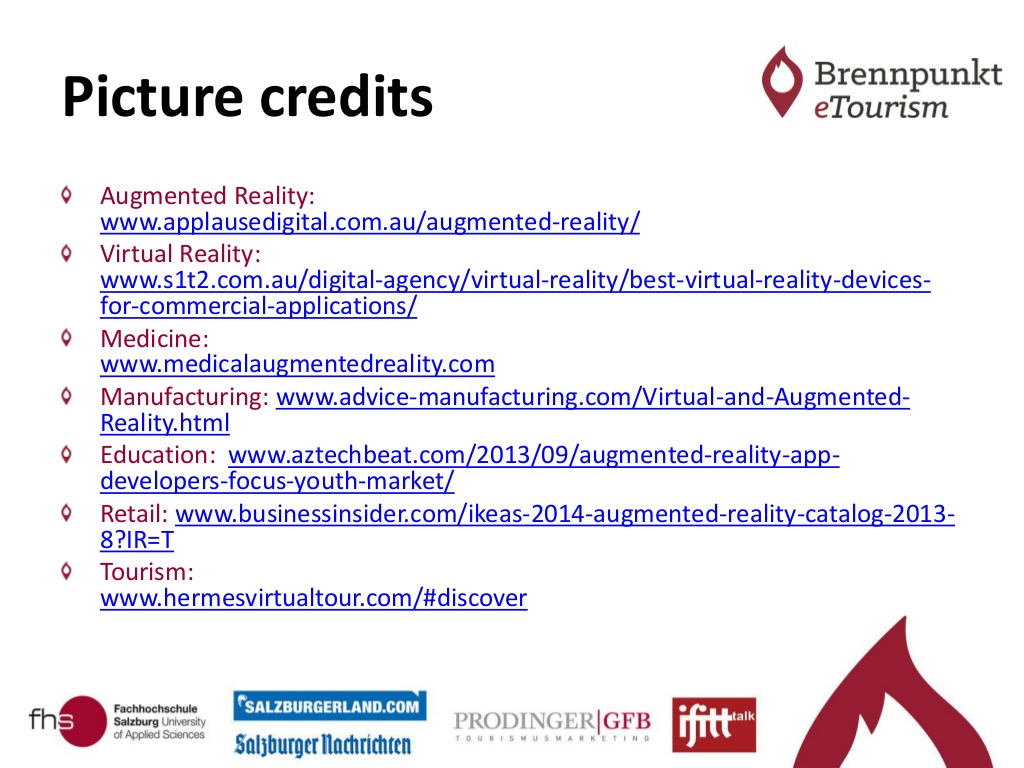 Picture credits
Brennpunkt
eTourism
Augmented Reality:
www.applausedigital.com.au/augmented-reality/
Virtual Reality:
www.s1t2.com.au/digital-agency/virtual-reality/best-virtual-reality-devices-
for-commercial-applications/
Medicine:
www.medicalaugmentedreality.com
Manufacturing: www.advice-manufacturing.com/Virtual-and-Augmented-
Reality.html
Education: www.aztechbeat.com/2013/09/augmented-reality-app-
developers-focus-youth-market/
Retail: www.businessinsider.com/ikeas-2014-augmented-reality-catalog-2013-
8?IR=T
Tourism:
www.hermesvirtualtour.com/#discover
fhs
Fachhochschule
Salzburg University
of Applied Sciences
SALZBURGERLAND.COM
Salzburger Nachrichten
PRODINGER|GFB
TOURISMUSMARKETING
ifitt talk